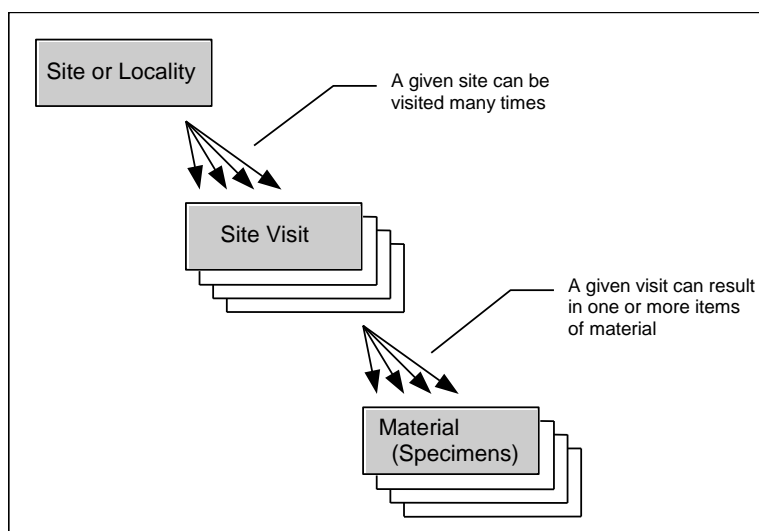 Site or Locality
A given site can be
visited many times
Site Visit
A given visit can result
in one or more items
of material
Material
(Specimens)